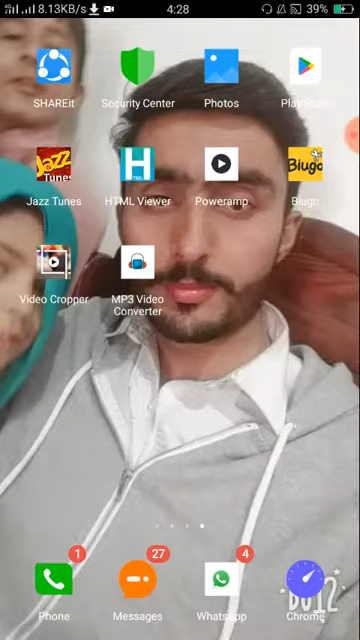 8.13KB/s 4:28 39%
SHAREit Security Center Photos Play Store
Jazz Tunes HTML Viewer Poweramp Biugo
Video Cropper MP3 Video
Converter
1 27 4
Phone Messages Whatsapp Chrome